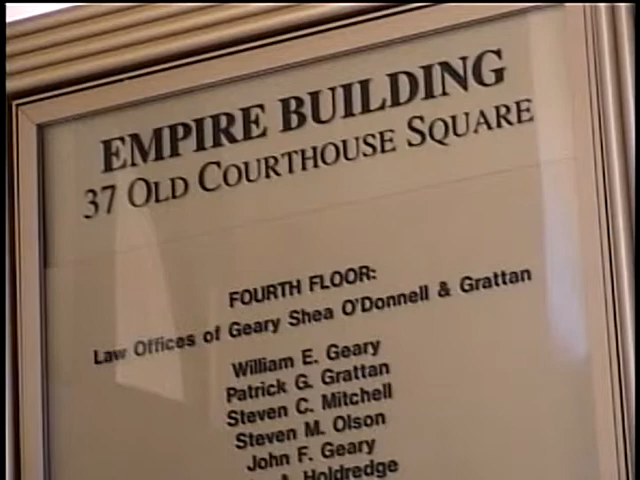 EMPIRE BUILDING
37 OLD COURTHOUSE SQUARE
FOURTH FLOOR:
Law Offices of Geary Shea O'Donnell & Grattan
William E. Geary
Patrick G. Grattan
Steven C. Mitchell
Steven M. Olson
John F. Geary
Holdredge